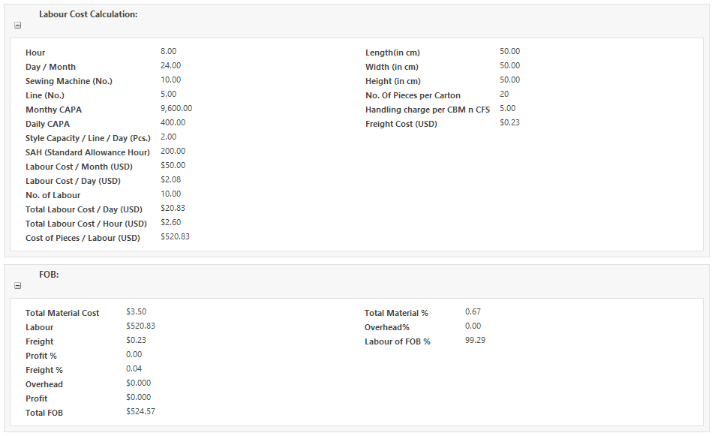 Labour Cost Calculation:
Hour 8.00
Day / Month 24.00
Sewing Machine (No.) 10.00
Line (No.) 5.00
Monthy CAPA 9,600.00
Daily CAPA 400.00
Style Capacity / Line / Day (Pcs.) 2.00
SAH (Standard Allowance Hour) 200.00
Labour Cost / Month (USD) $50.00
Labour Cost / Day (USD) $2.08
No. of Labour 10.00
Total Labour Cost / Day (USD) $20.83
Total Labour Cost / Hour (USD) $2.60
Cost of Pieces / Labour (USD) $520.83
Length(in cm) 50.00
Width (in cm) 50.00
Height (in cm) 50.00
No. Of Pieces per Carton 20
Handling charge per CBM n CFS 5.00
Freight Cost (USD) $0.23
FOB:
Total Material Cost $3.50
Labour $520.83
Freight $0.23
Profit % 0.00
Freight % 0.04
Overhead $0.000
Profit $0.000
Total FOB $524.57
Total Material % 0.67
Overhead% 0.00
Labour of FOB % 99.29